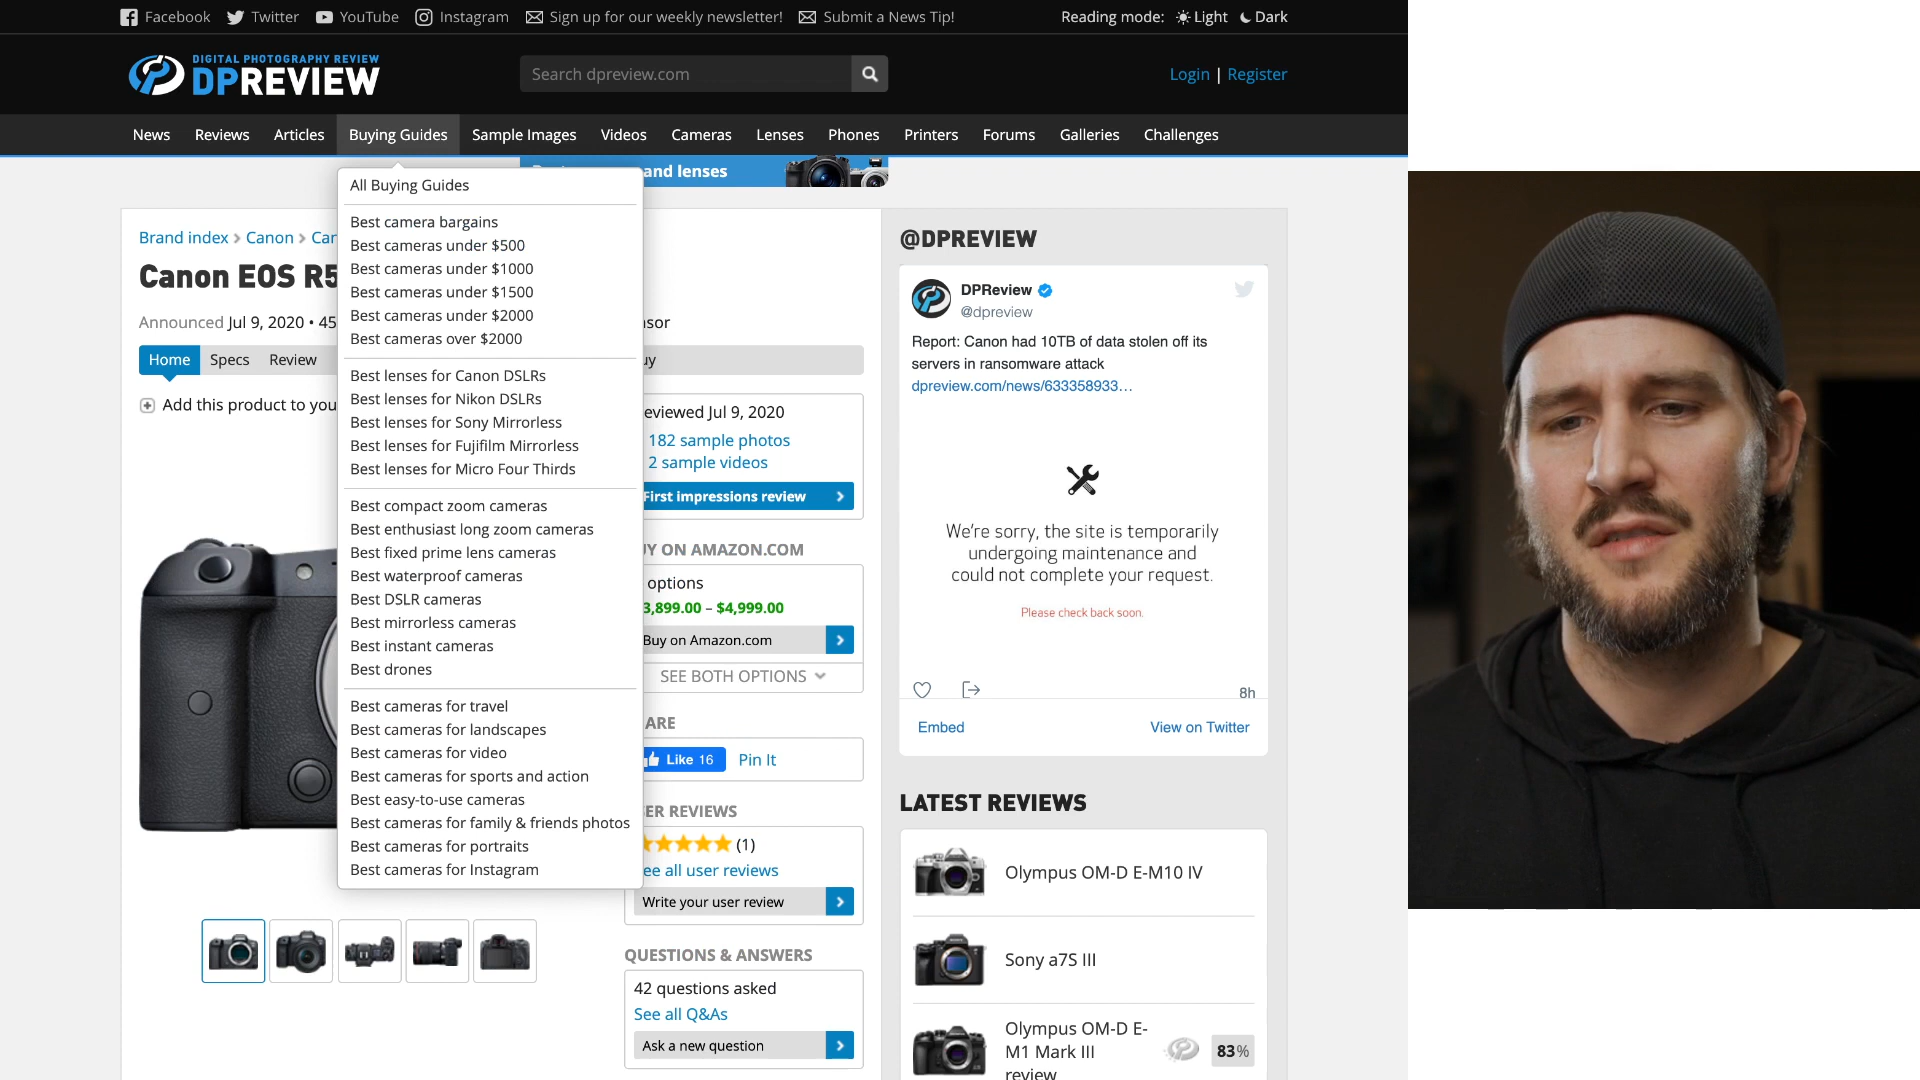 Facebook Twitter YouTube Instagram Sign up for our weekly newsletter! Submit a News Tip! Reading mode: Light Dark
DIGITAL PHOTOGRAPHY REVIEW
DPREVIEW
Search dpreview.com
Login | Register
News Reviews Articles Buying Guides Sample Images Videos Cameras Lenses Phones Printers Forums Galleries Challenges
and lenses
All Buying Guides
Best camera bargains
Best cameras under $500
Best cameras under $1000
Best cameras under $1500
Best cameras under $2000
Best cameras over $2000
Best lenses for Canon DSLRs
Best lenses for Nikon DSLRs
Best lenses for Sony Mirrorless
Best lenses for Fujifilm Mirrorless
Best lenses for Micro Four Thirds
Best compact zoom cameras
Best enthusiast long zoom cameras
Best fixed prime lens cameras
Best waterproof cameras
Best DSLR cameras
Best mirrorless cameras
Best instant cameras
Best drones
Best cameras for travel
Best cameras for landscapes
Best cameras for video
Best cameras for sports and action
Best easy-to-use cameras
Best cameras for family & friends photos
Best cameras for portraits
Best cameras for Instagram
Brand index > Canon >
Canon EOS R5
Announced Jul 9, 2020 • 45
Home Specs Review
Add this product to you
eviewed Jul 9, 2020
182 sample photos
2 sample videos
First impressions review
UY ON AMAZON.COM
options
3,899.00 – $4,999.00
Buy on Amazon.com
SEE BOTH OPTIONS
ARE
Like 16 Pin It
ER REVIEWS
(1)
ee all user reviews
Write your user review
QUESTIONS & ANSWERS
42 questions asked
See all Q&As
Ask a new question
@DPREVIEW
DPReview
@dpreview
Report: Canon had 10TB of data stolen off its
servers in ransomware attack
dpreview.com/news/633358933…
We're sorry, the site is temporarily
undergoing maintenance and
could not complete your request.
Please check back soon.
8h
Embed View on Twitter
LATEST REVIEWS
Olympus OM-D E-M10 IV
Sony a7S III
Olympus OM-D E-
M1 Mark III
review
83%